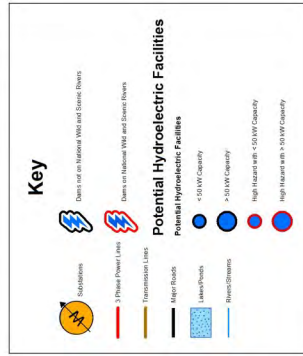 Key
Substations
3 Phase Power Lines
Transmission Lines
Major Roads
Lakes/Ponds
Rivers/Streams
Dams not on National Wild and Scenic Rivers
Dams on National Wild and Scenic Rivers
Potential Hydroelectric Facilities
Potential Hydroelectric Facilities
< 50 kW Capacity
> 50 kW Capacity
High Hazard with < 50 kW Capacity
High Hazard with > 50 kW Capacity